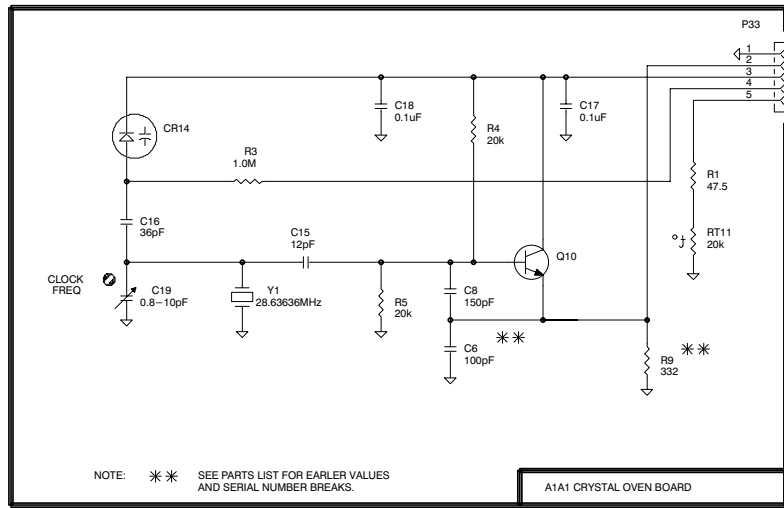 P33
1
2
3
4
5
C18
0.1uF
C17
0.1uF
CR14
R4
20k
R3
1.0M
R1
47.5
C16
36pF
C15
12pF
RT11
20k
°J
Q10
CLOCK
FREQ
C19
0.8–10pF
Y1
28.63636MHz
R5
20k
C8
150pF
** 
C6
100pF
**
R9
332
NOTE: ** SEE PARTS LIST FOR EARLER VALUES
AND SERIAL NUMBER BREAKS.
A1A1 CRYSTAL OVEN BOARD